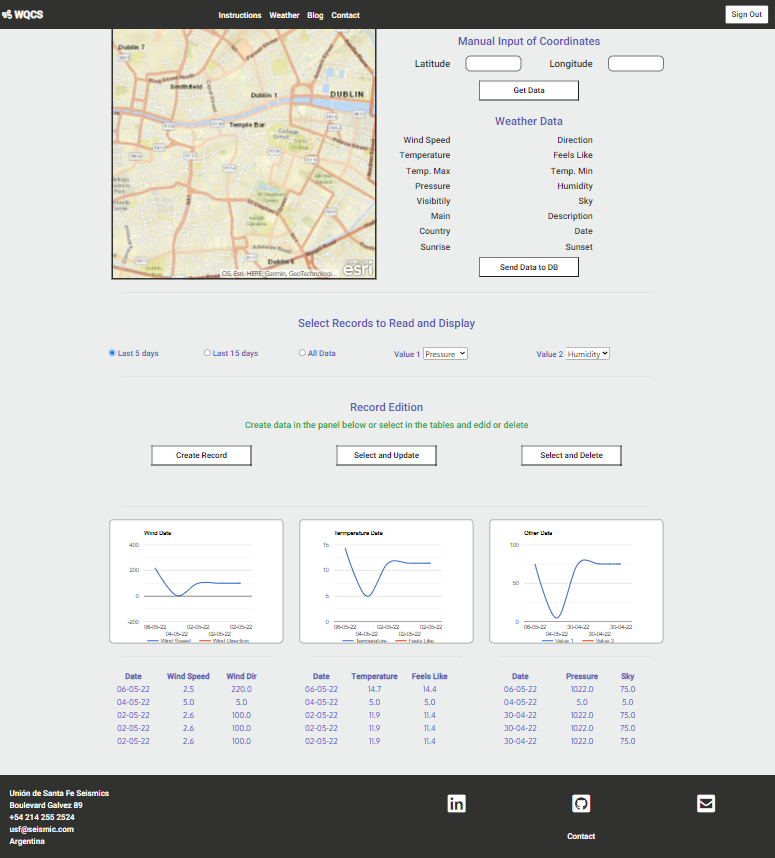 WQCS Instructions Weather Blog Contact Sign Out
Dublin 7
Smithfield
Dublin 1
DUBLIN
Temple Bar
Dublin 6
OS, Esri, HERE, Garmin, GeoTechnologi...
esri
Manual Input of Coordinates
Latitude Longitude
Get Data
Weather Data
Wind Speed Direction
Temperature Feels Like
Temp. Max Temp. Min
Pressure Humidity
Visibitily Sky
Main Description
Country Date
Sunrise Sunset
Send Data to DB
Select Records to Read and Display
Last 5 days Last 15 days All Data Value 1 Pressure Value 2 Humidity
Record Edition
Create data in the panel below or select in the tables and edid or delete
Create Record Select and Update Select and Delete
Wind Data
400
200
0
-200
06-05-22 02-05-22 02-05-22
04-05-22 02-05-22
Wind Speed Wind Direction
Termperature Data
15
10
5
0
06-05-22 02-05-22 02-05-22
04-05-22 02-05-22
Temperature Feels Like
Other Data
100
50
0
06-05-22 30-04-22 30-04-22
04-05-22 30-04-22
Value 1 Value 2
Date Wind Speed Wind Dir
06-05-22 2.5 220.0
04-05-22 5.0 5.0
02-05-22 2.6 100.0
02-05-22 2.6 100.0
02-05-22 2.6 100.0
Date Temperature Feels Like
06-05-22 14.7 14.4
04-05-22 5.0 5.0
02-05-22 11.9 11.4
02-05-22 11.9 11.4
02-05-22 11.9 11.4
Date Pressure Sky
06-05-22 1022.0 75.0
04-05-22 5.0 5.0
30-04-22 1022.0 75.0
30-04-22 1022.0 75.0
30-04-22 1022.0 75.0
Unión de Santa Fe Seismics
Boulevard Galvez 89
+54 214 255 2524
usf@seismic.com
Argentina
in
Contact